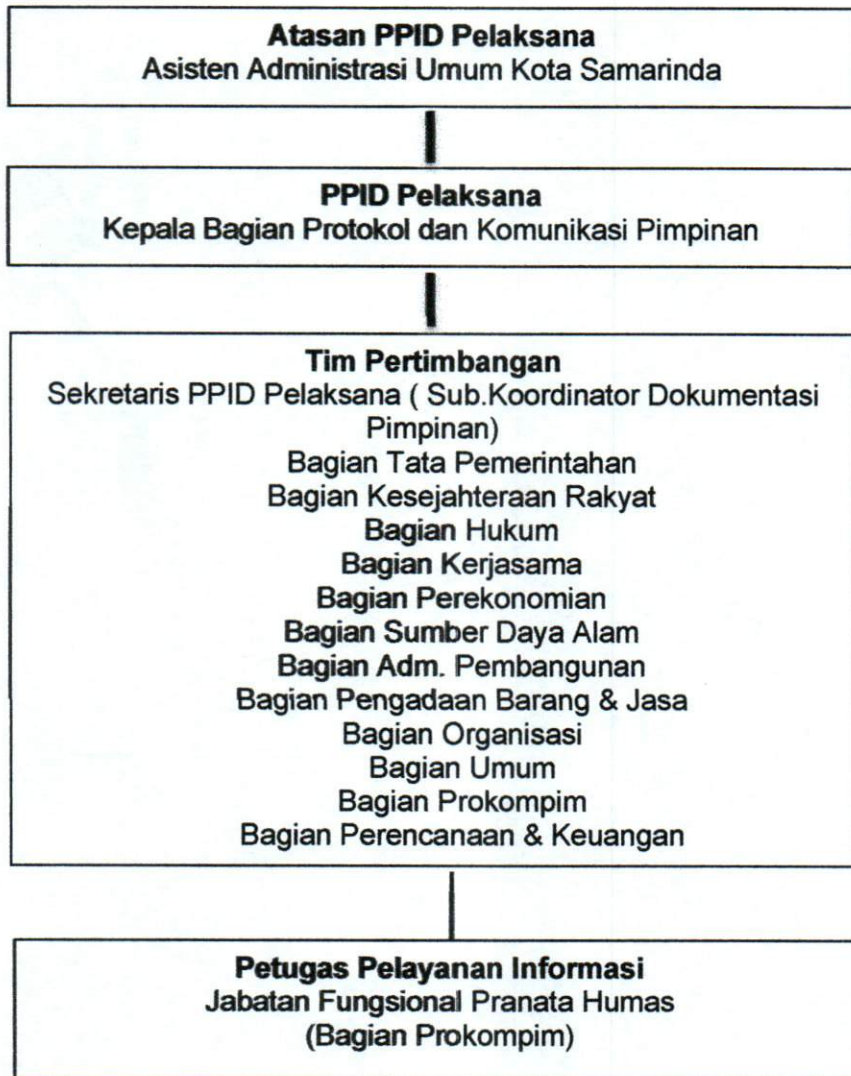 Atasan PPID Pelaksana
Asisten Administrasi Umum Kota Samarinda
PPID Pelaksana
Kepala Bagian Protokol dan Komunikasi Pimpinan
Tim Pertimbangan
Sekretaris PPID Pelaksana ( Sub.Koordinator Dokumentasi
Pimpinan)
Bagian Tata Pemerintahan
Bagian Kesejahteraan Rakyat
Bagian Hukum
Bagian Kerjasama
Bagian Perekonomian
Bagian Sumber Daya Alam
Bagian Adm. Pembangunan
Bagian Pengadaan Barang & Jasa
Bagian Organisasi
Bagian Umum
Bagian Prokompim
Bagian Perencanaan & Keuangan
Petugas Pelayanan Informasi
Jabatan Fungsional Pranata Humas
(Bagian Prokompim)